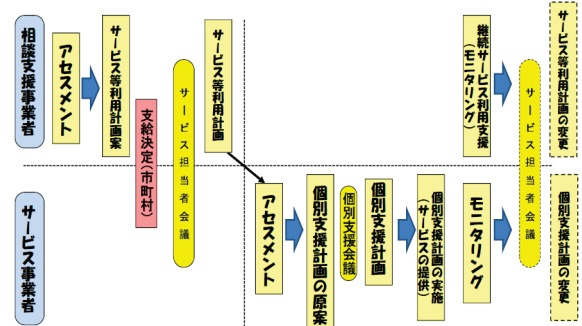 相談支援事業者
アセスメント
サービス等利用計画案
支給決定(市町村)
サービス担当者会議
サービス等利用計画
継続サービス利用支援
(モニタリング)
サービス担当者会議
サービス等利用計画の変更
サービス事業者
アセスメント
個別支援計画の原案
個別支援会議
個別支援計画
個別支援計画の実施
(サービスの提供)
モニタリング
個別支援計画の変更